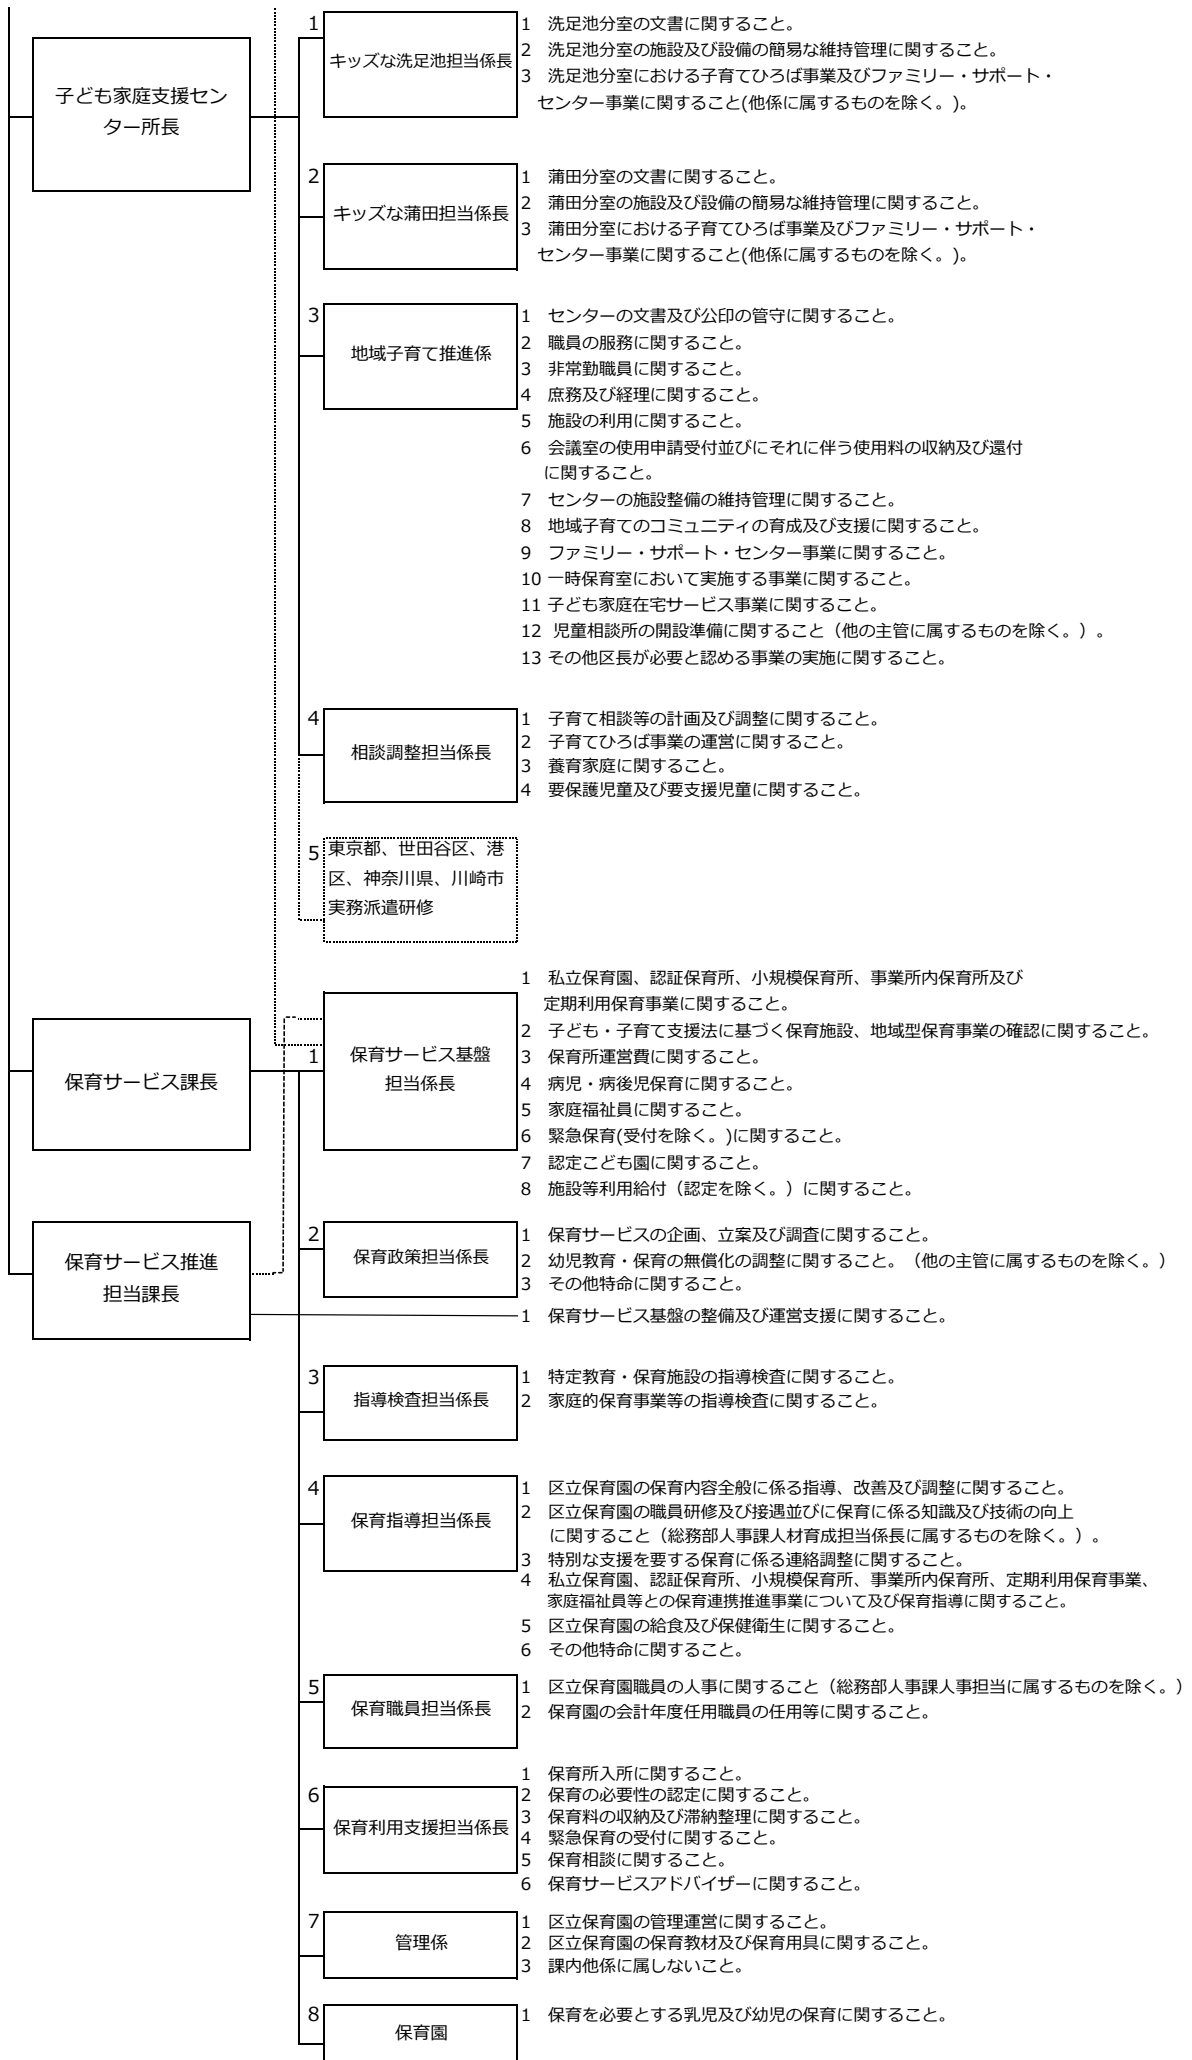 子ども家庭支援セン
ター所長
1
キッズな洗足池担当係長
1 洗足池分室の文書に関すること。
2 洗足池分室の施設及び設備の簡易な維持管理に関すること。
3 洗足池分室における子育てひろば事業及びファミリー・サポート・
センター事業に関すること(他係に属するものを除く。)。
2
キッズな蒲田担当係長
1 蒲田分室の文書に関すること。
2 蒲田分室の施設及び設備の簡易な維持管理に関すること。
3 蒲田分室における子育てひろば事業及びファミリー・サポート・
センター事業に関すること(他係に属するものを除く。)。
3
地域子育て推進係
1 センターの文書及び公印の管守に関すること。
2 職員の服務に関すること。
3 非常勤職員に関すること。
4 庶務及び経理に関すること。
5 施設の利用に関すること。
6 会議室の使用申請受付並びにそれに伴う使用料の収納及び還付
に関すること。
7 センターの施設整備の維持管理に関すること。
8 地域子育てのコミュニティの育成及び支援に関すること。
9 ファミリー・サポート・センター事業に関すること。
10 一時保育室において実施する事業に関すること。
11 子ども家庭在宅サービス事業に関すること。
12 児童相談所の開設準備に関すること（他の主管に属するものを除く。）。
13 その他区長が必要と認める事業の実施に関すること。
4
相談調整担当係長
1 子育て相談等の計画及び調整に関すること。
2 子育てひろば事業の運営に関すること。
3 養育家庭に関すること。
4 要保護児童及び要支援児童に関すること。
5
東京都、世田谷区、港
区、神奈川県、川崎市
実務派遣研修
保育サービス課長
1
保育サービス基盤
担当係長
1 私立保育園、認証保育所、小規模保育所、事業所内保育所及び
定期利用保育事業に関すること。
2 子ども・子育て支援法に基づく保育施設、地域型保育事業の確認に関すること。
3 保育所運営費に関すること。
4 病児・病後児保育に関すること。
5 家庭福祉員に関すること。
6 緊急保育(受付を除く。)に関すること。
7 認定こども園に関すること。
8 施設等利用給付（認定を除く。）に関すること。
保育サービス推進
担当課長
2
保育政策担当係長
1 保育サービスの企画、立案及び調査に関すること。
2 幼児教育・保育の無償化の調整に関すること。（他の主管に属するものを除く。）
3 その他特命に関すること。
1 保育サービス基盤の整備及び運営支援に関すること。
3
指導検査担当係長
1 特定教育・保育施設の指導検査に関すること。
2 家庭的保育事業等の指導検査に関すること。
4
保育指導担当係長
1 区立保育園の保育内容全般に係る指導、改善及び調整に関すること。
2 区立保育園の職員研修及び接遇並びに保育に係る知識及び技術の向上
に関すること（総務部人事課人材育成担当係長に属するものを除く。）。
3 特別な支援を要する保育に係る連絡調整に関すること。
4 私立保育園、認証保育所、小規模保育所、事業所内保育所、定期利用保育事業、
家庭福祉員等との保育連携推進事業について及び保育指導に関すること。
5 区立保育園の給食及び保健衛生に関すること。
6 その他特命に関すること。
5
保育職員担当係長
1 区立保育園職員の人事に関すること（総務部人事課人事担当に属するものを除く。）
2 保育園の会計年度任用職員の任用等に関すること。
6
保育利用支援担当係長
1 保育所入所に関すること。
2 保育の必要性の認定に関すること。
3 保育料の収納及び滞納整理に関すること。
4 緊急保育の受付に関すること。
5 保育相談に関すること。
6 保育サービスアドバイザーに関すること。
7
管理係
1 区立保育園の管理運営に関すること。
2 区立保育園の保育教材及び保育用具に関すること。
3 課内他係に属しないこと。
8
保育園
1 保育を必要とする乳児及び幼児の保育に関すること。